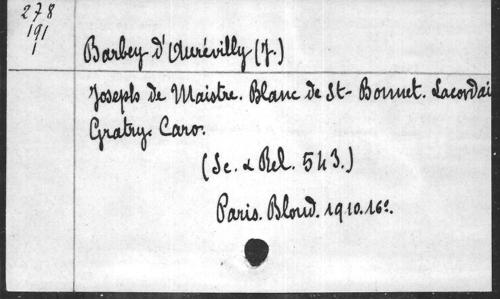 278
191
1
Barbey d'Aurévilly (J.)
Joseph de Maistre. Blanc de St-Bonnet. Lacordai
Gratry. Caro.
(Sc. & Rel. 543.)
Paris. Bloud. 1910. 16º.